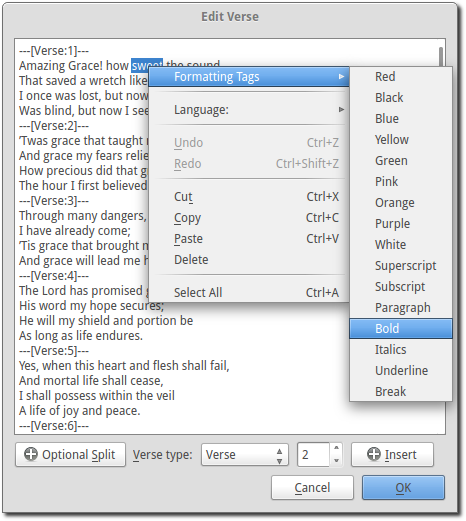 Edit Verse
---[Verse:1]---
Amazing Grace! how sweet the sound
That saved a wretch like
I once was lost, but now
Was blind, but now I see
---[Verse:2]---
'Twas grace that taught m
And grace my fears relie
How precious did that g
The hour I first believed
---[Verse:3]---
Through many dangers,
I have already come;
'Tis grace that brought m
And grace will lead me h
---[Verse:4]---
The Lord has promised g
His word my hope secures;
He will my shield and portion be
As long as life endures.
---[Verse:5]---
Yes, when this heart and flesh shall fail,
And mortal life shall cease,
I shall possess within the veil
A life of joy and peace.
---[Verse:6]---
Formatting Tags
Language:
Undo Ctrl+Z
Redo Ctrl+Shift+Z
Cut Ctrl+X
Copy Ctrl+C
Paste Ctrl+V
Delete
Select All Ctrl+A
Red
Black
Blue
Yellow
Green
Pink
Orange
Purple
White
Superscript
Subscript
Paragraph
Bold
Italics
Underline
Break
Optional Split Verse type: Verse 2 Insert
Cancel OK